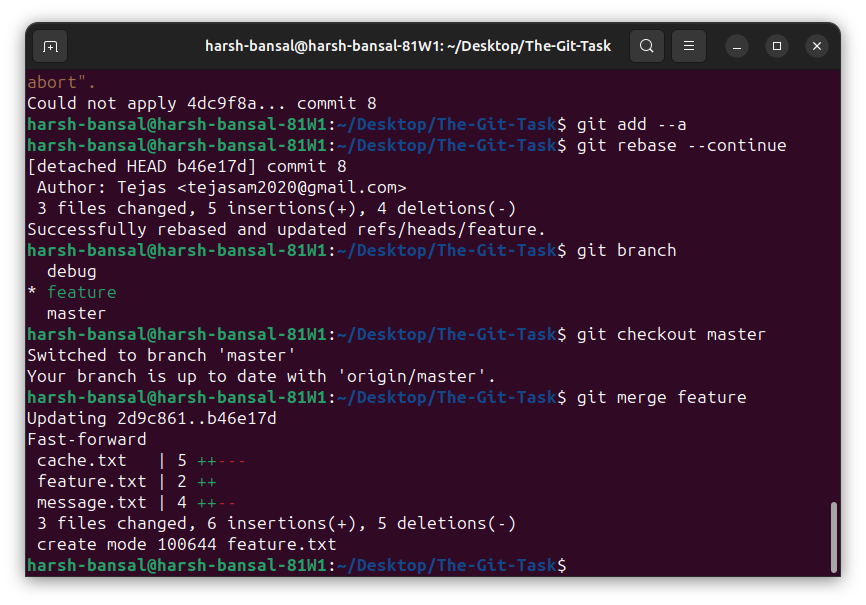 harsh-bansal@harsh-bansal-81W1: ~/Desktop/The-Git-Task
abort".
Could not apply 4dc9f8a... commit 8
harsh-bansal@harsh-bansal-81W1:~/Desktop/The-Git-Task$ git add --a
harsh-bansal@harsh-bansal-81W1:~/Desktop/The-Git-Task$ git rebase --continue
[detached HEAD b46e17d] commit 8
 Author: Tejas <tejasam2020@gmail.com>
 3 files changed, 5 insertions(+), 4 deletions(-)
Successfully rebased and updated refs/heads/feature.
harsh-bansal@harsh-bansal-81W1:~/Desktop/The-Git-Task$ git branch
  debug
* feature
  master
harsh-bansal@harsh-bansal-81W1:~/Desktop/The-Git-Task$ git checkout master
Switched to branch 'master'
Your branch is up to date with 'origin/master'.
harsh-bansal@harsh-bansal-81W1:~/Desktop/The-Git-Task$ git merge feature
Updating 2d9c861..b46e17d
Fast-forward
 cache.txt   | 5 ++---
 feature.txt | 2 ++
 message.txt | 4 ++--
 3 files changed, 6 insertions(+), 5 deletions(-)
 create mode 100644 feature.txt
harsh-bansal@harsh-bansal-81W1:~/Desktop/The-Git-Task$